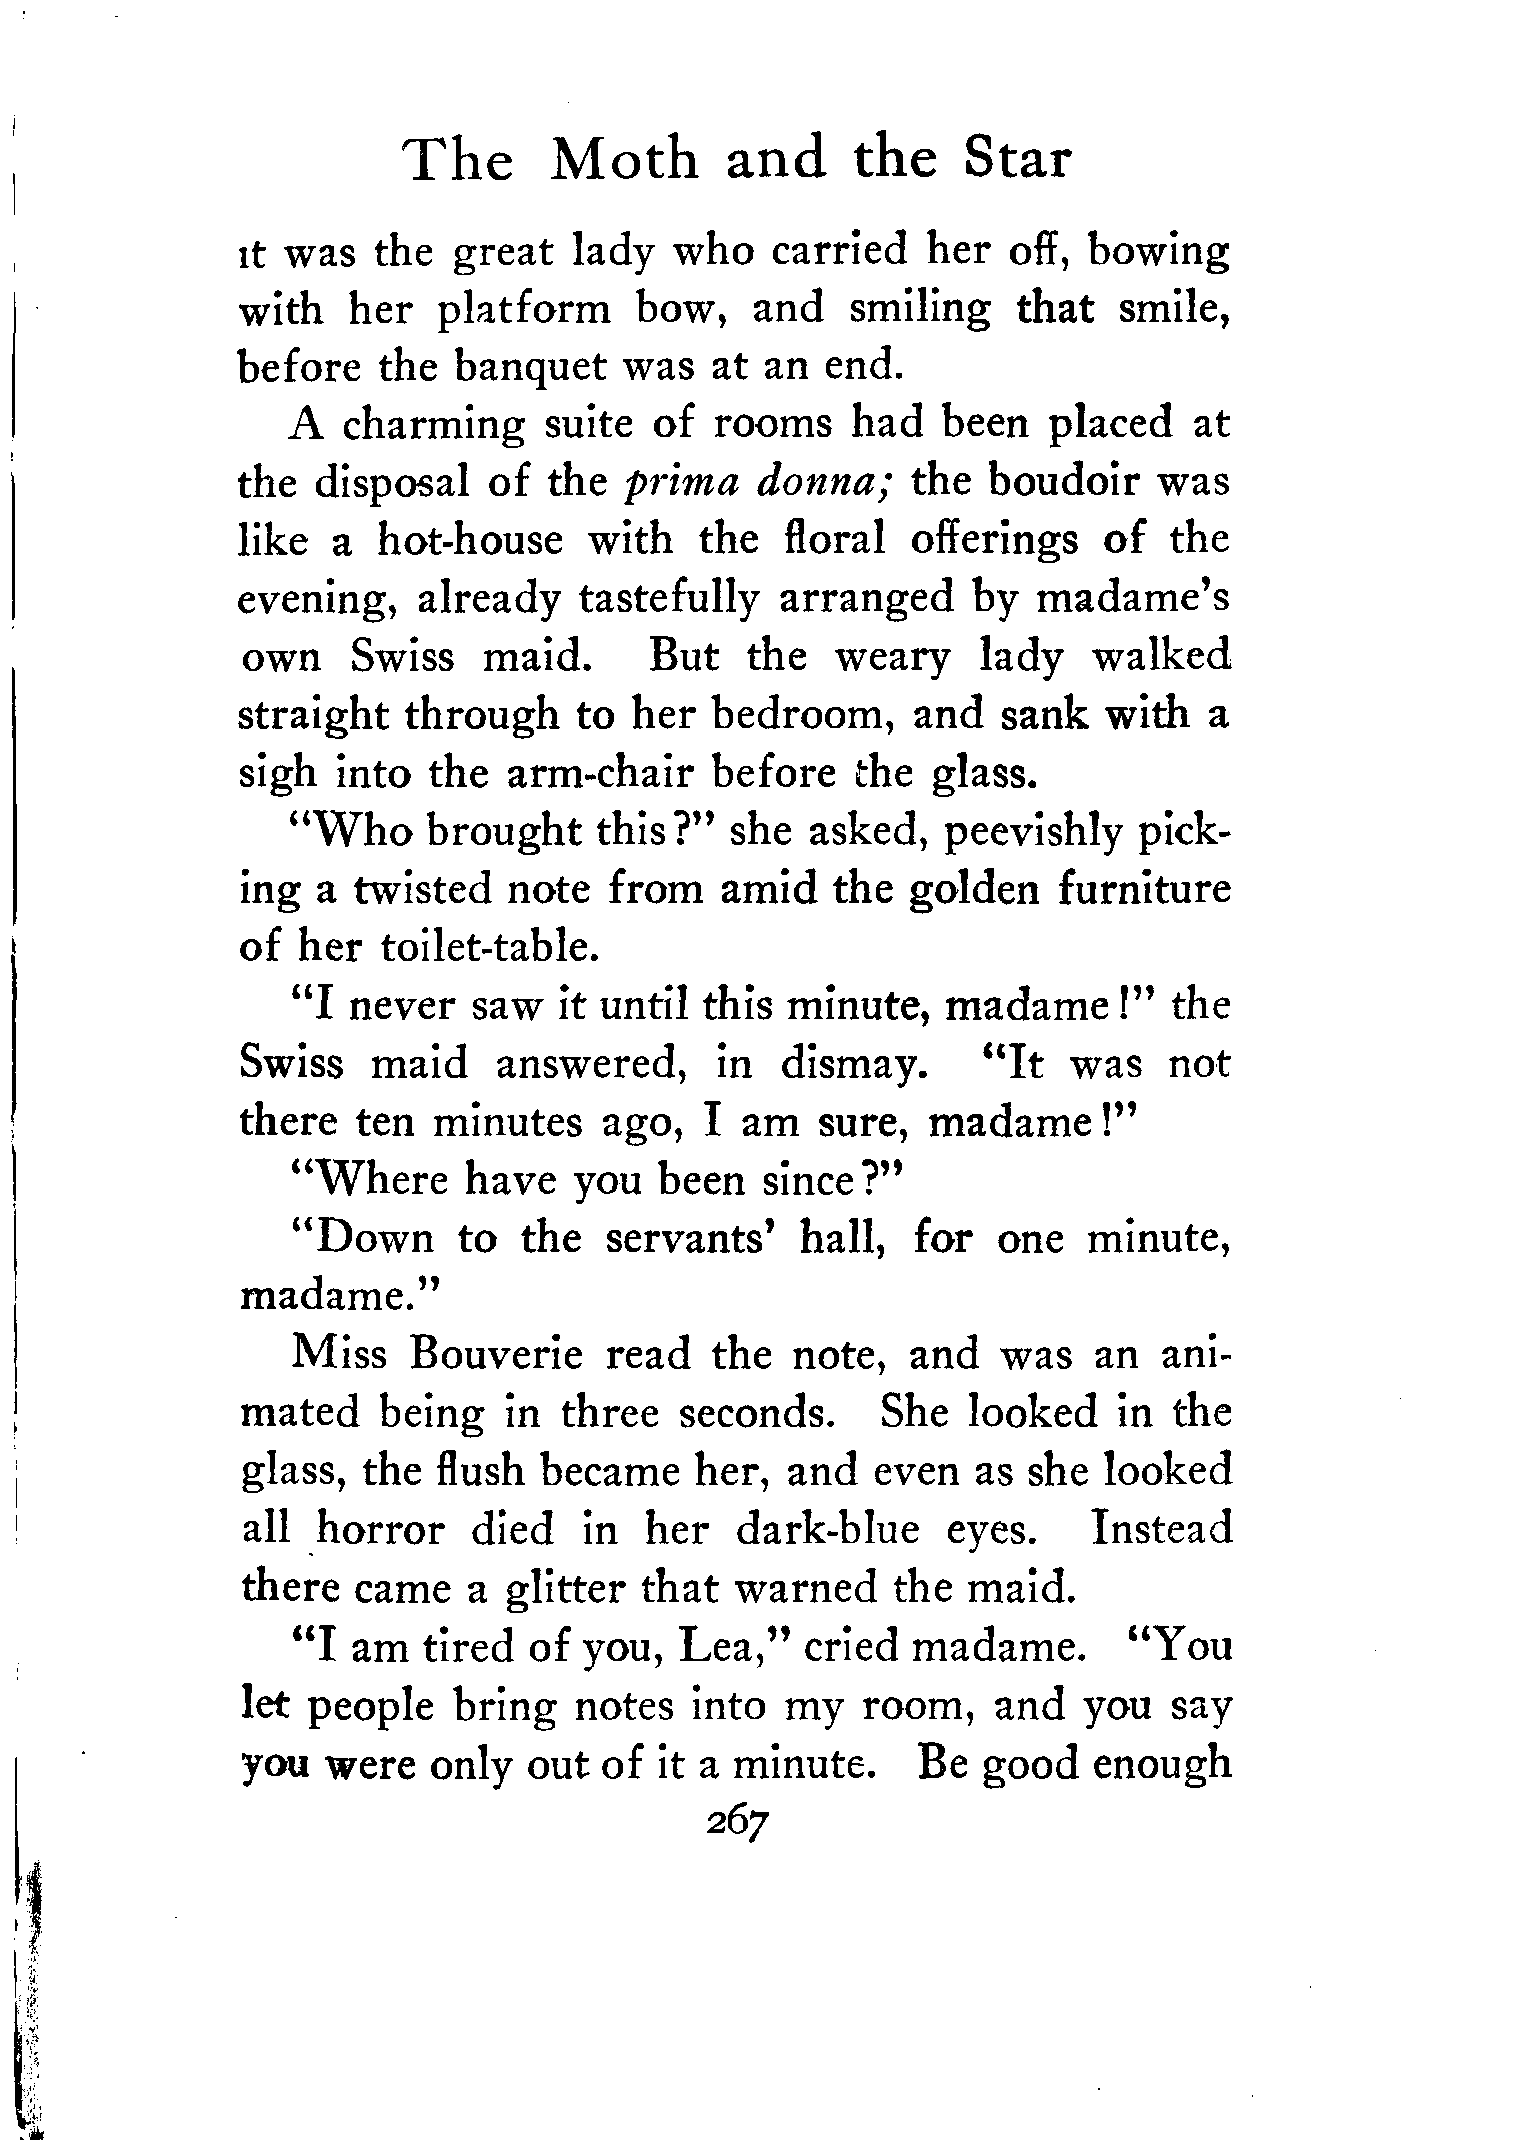 The Moth and the Star
it was the great lady who carried her off, bowing
with her platform bow, and smiling that smile,
before the banquet was at an end.
A charming suite of rooms had been placed at
the disposal of the prima donna; the boudoir was
like a hot-house with the floral offerings of the
evening, already tastefully arranged by madame's
own Swiss maid. But the weary lady walked
straight through to her bedroom, and sank with a
sigh into the arm-chair before the glass.
"Who brought this?" she asked, peevishly pick-
ing a twisted note from amid the golden furniture
of her toilet-table.
"I never saw it until this minute, madame!" the
Swiss maid answered, in dismay. "It was not
there ten minutes ago, I am sure, madame!"
"Where have you been since?"
"Down to the servants' hall, for one minute,
madame."
Miss Bouverie read the note, and was an ani-
mated being in three seconds. She looked in the
glass, the flush became her, and even as she looked
all horror died in her dark-blue eyes. Instead
there came a glitter that warned the maid.
"I am tired of you, Lea," cried madame. "You
let people bring notes into my room, and you say
you were only out of it a minute. Be good enough
267